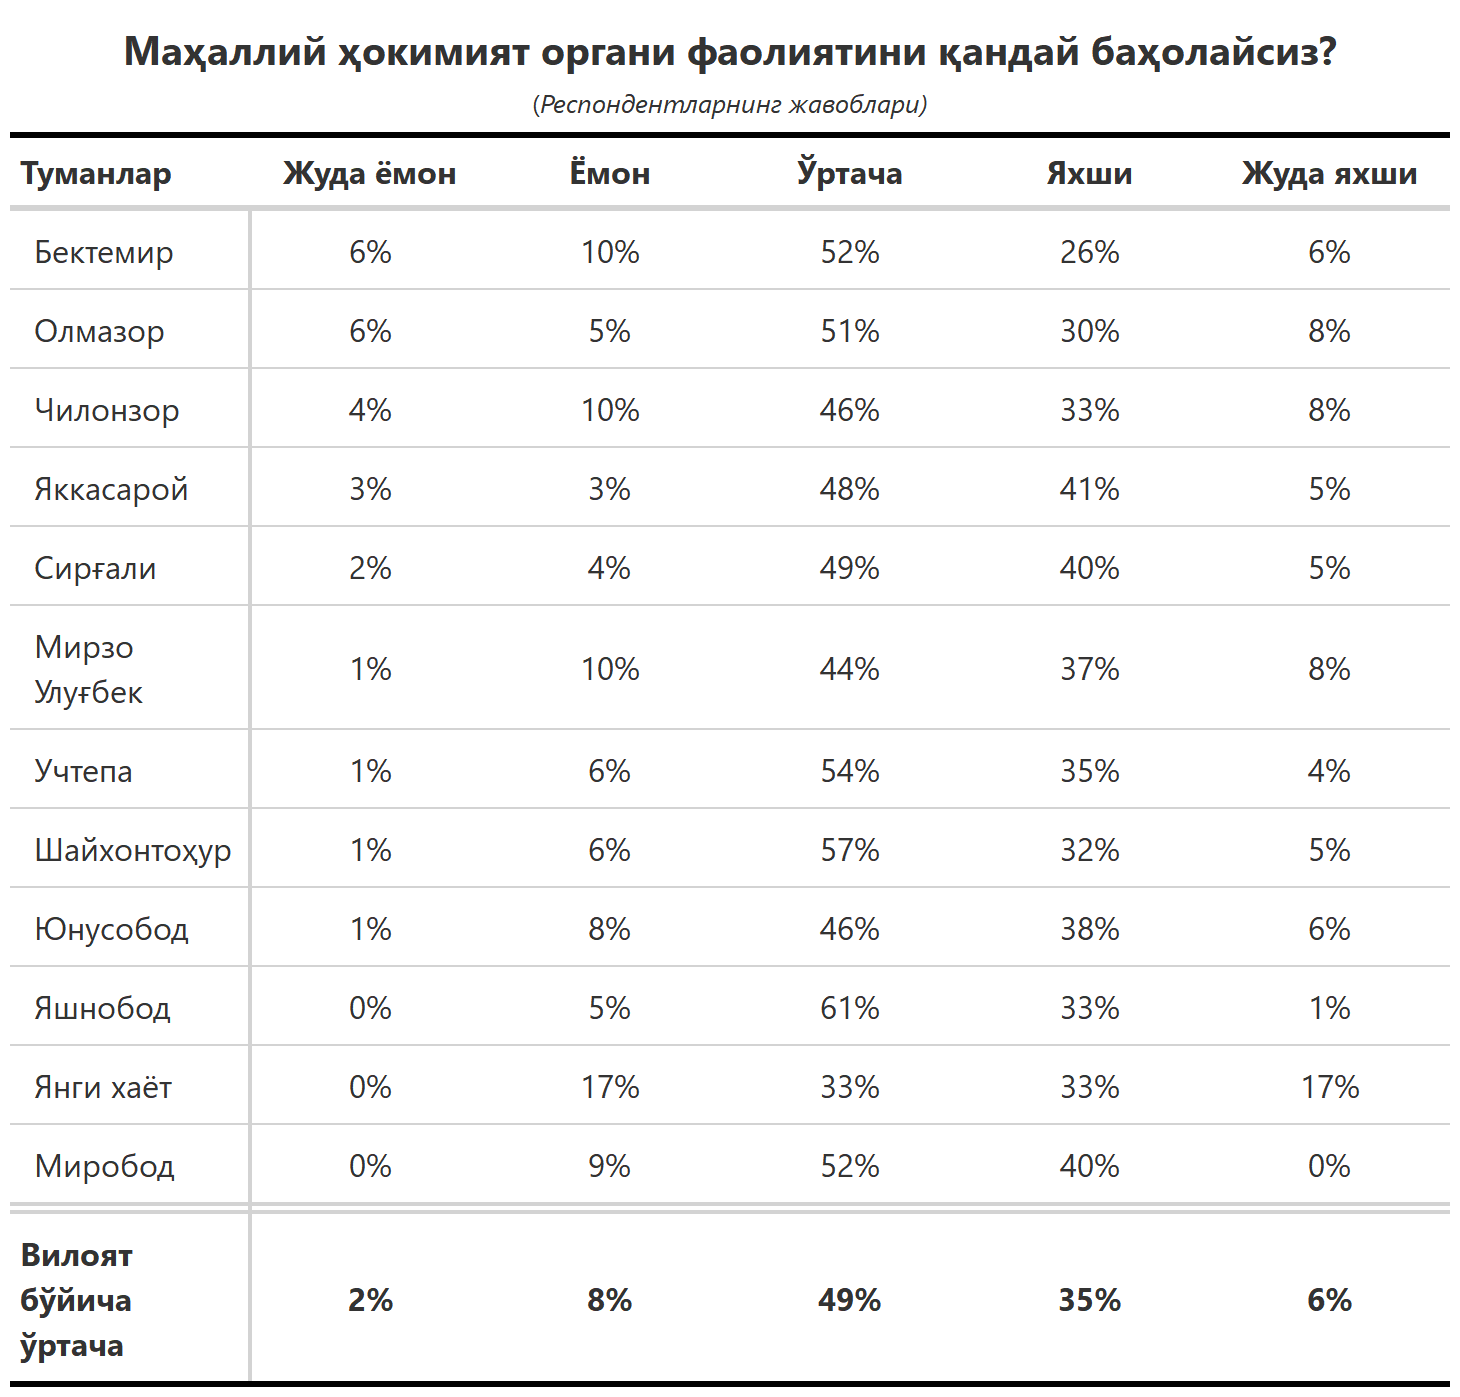 Маҳаллий ҳокимият органи фаолиятини қандай баҳолайсиз?
(Респондентларнинг жавоблари)
Туманлар Жуда ёмон Ёмон Ўртача Яхши Жуда яхши
Бектемир 6% 10% 52% 26% 6%
Олмазор 6% 5% 51% 30% 8%
Чилонзор 4% 10% 46% 33% 8%
Яккасарой 3% 3% 48% 41% 5%
Сирғали 2% 4% 49% 40% 5%
Мирзо
Улуғбек 1% 10% 44% 37% 8%
Учтепа 1% 6% 54% 35% 4%
Шайхонтоҳур 1% 6% 57% 32% 5%
Юнусобод 1% 8% 46% 38% 6%
Яшнобод 0% 5% 61% 33% 1%
Янги хаёт 0% 17% 33% 33% 17%
Миробод 0% 9% 52% 40% 0%
Вилоят
бўйича 2% 8% 49% 35% 6%
ўртача